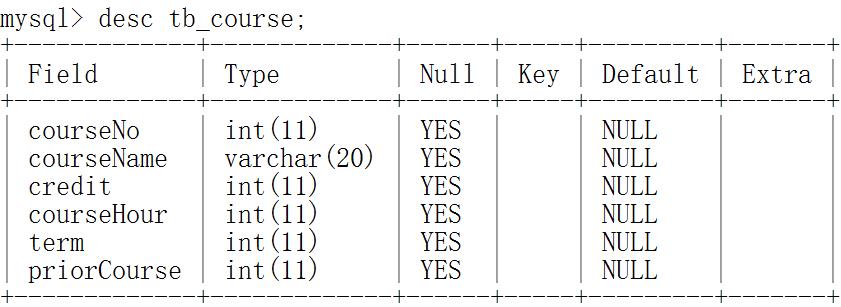 mysql> desc tb_course;
+-------------+-------------+------+-----+---------+-------+
| Field | Type | Null | Key | Default | Extra |
+-------------+-------------+------+-----+---------+-------+
| courseNo | int(11) | YES | | NULL | |
| courseName | varchar(20) | YES | | NULL | |
| credit | int(11) | YES | | NULL | |
| courseHour | int(11) | YES | | NULL | |
| term | int(11) | YES | | NULL | |
| priorCourse | int(11) | YES | | NULL | |
+-------------+-------------+------+-----+---------+-------+